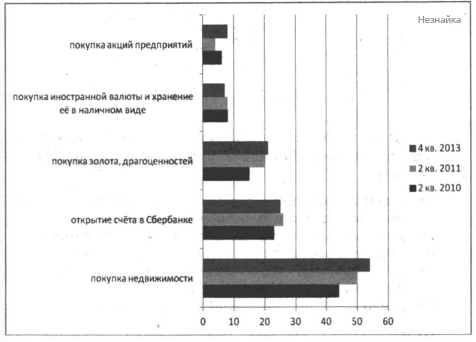 Незнайка
покупка акций предприятий
покупка иностранной валюты и хранение
её в наличном виде
покупка золота, драгоценностей
открытие счёта в Сбербанке
покупка недвижимости
4 кв. 2013
2 кв. 2011
2 кв. 2010
0 10 20 30 40 50 60